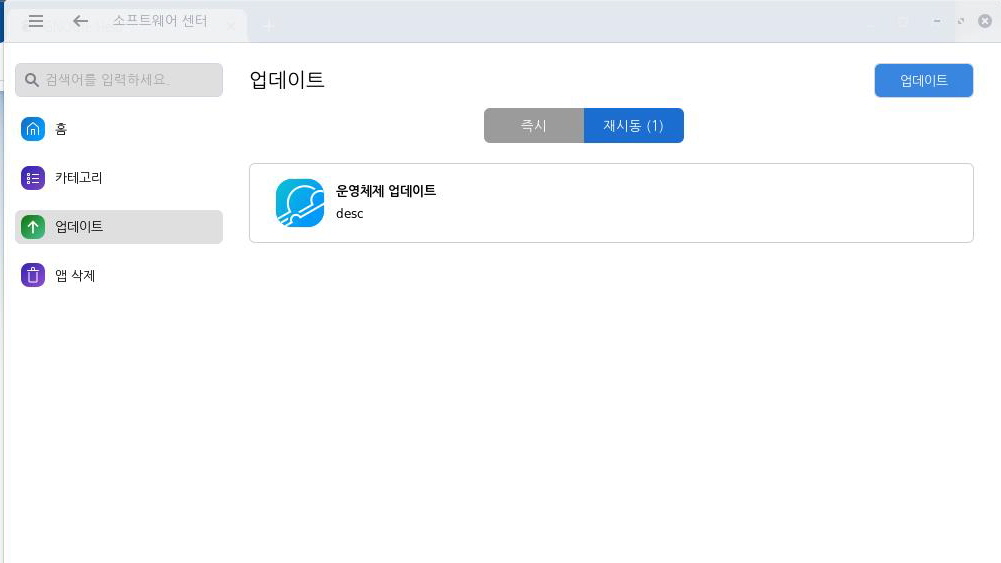 소프트웨어 센터
검색어를 입력하세요.
홈
카테고리
업데이트
앱 삭제
업데이트
업데이트
즉시
재시동 (1)
운영체제 업데이트
desc